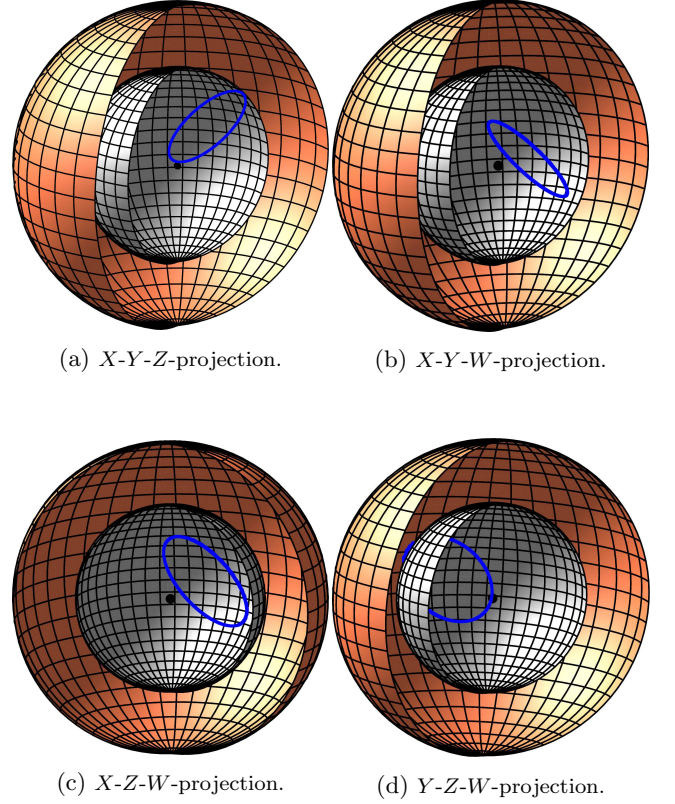 (a) X-Y-Z-projection.
(b) X-Y-W-projection.
(c) X-Z-W-projection.
(d) Y-Z-W-projection.